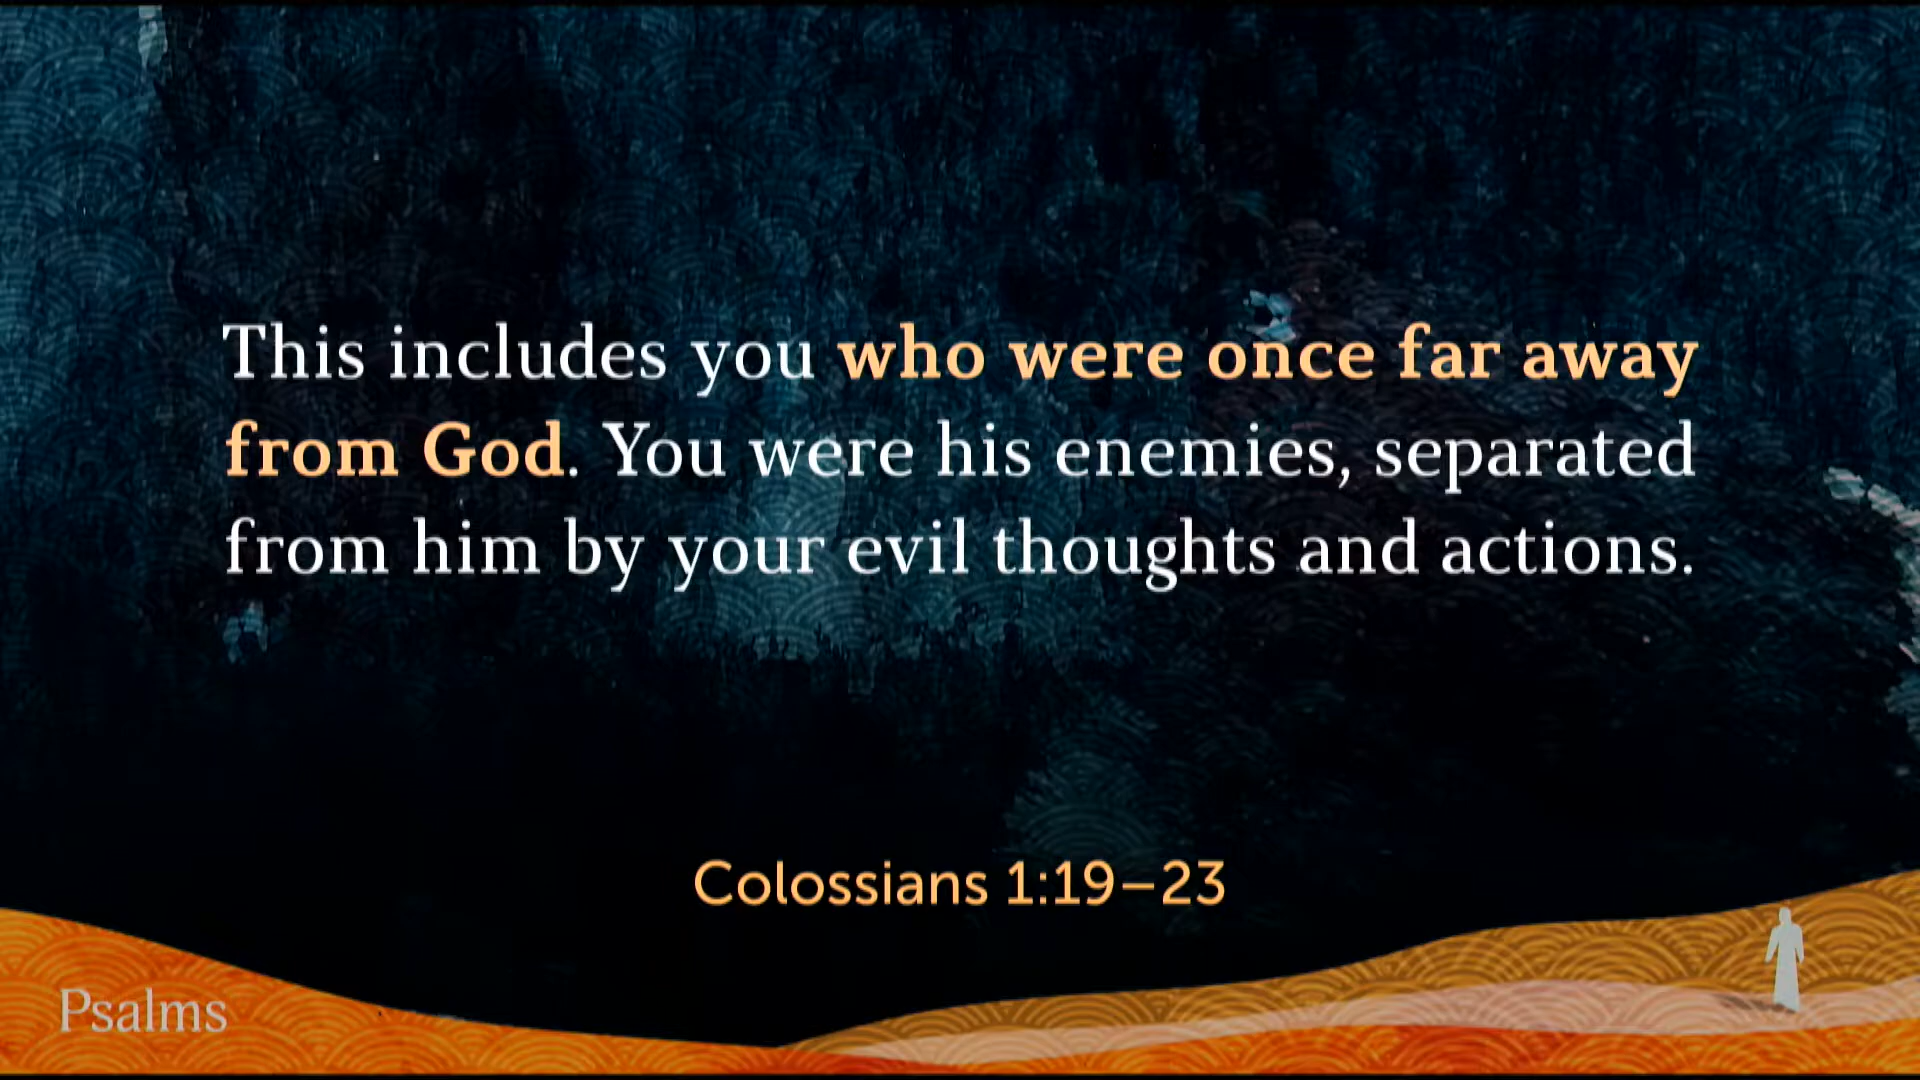 This includes you who were once far away
from God. You were his enemies, separated
from him by your evil thoughts and actions.
Colossians 1:19–23
Psalms